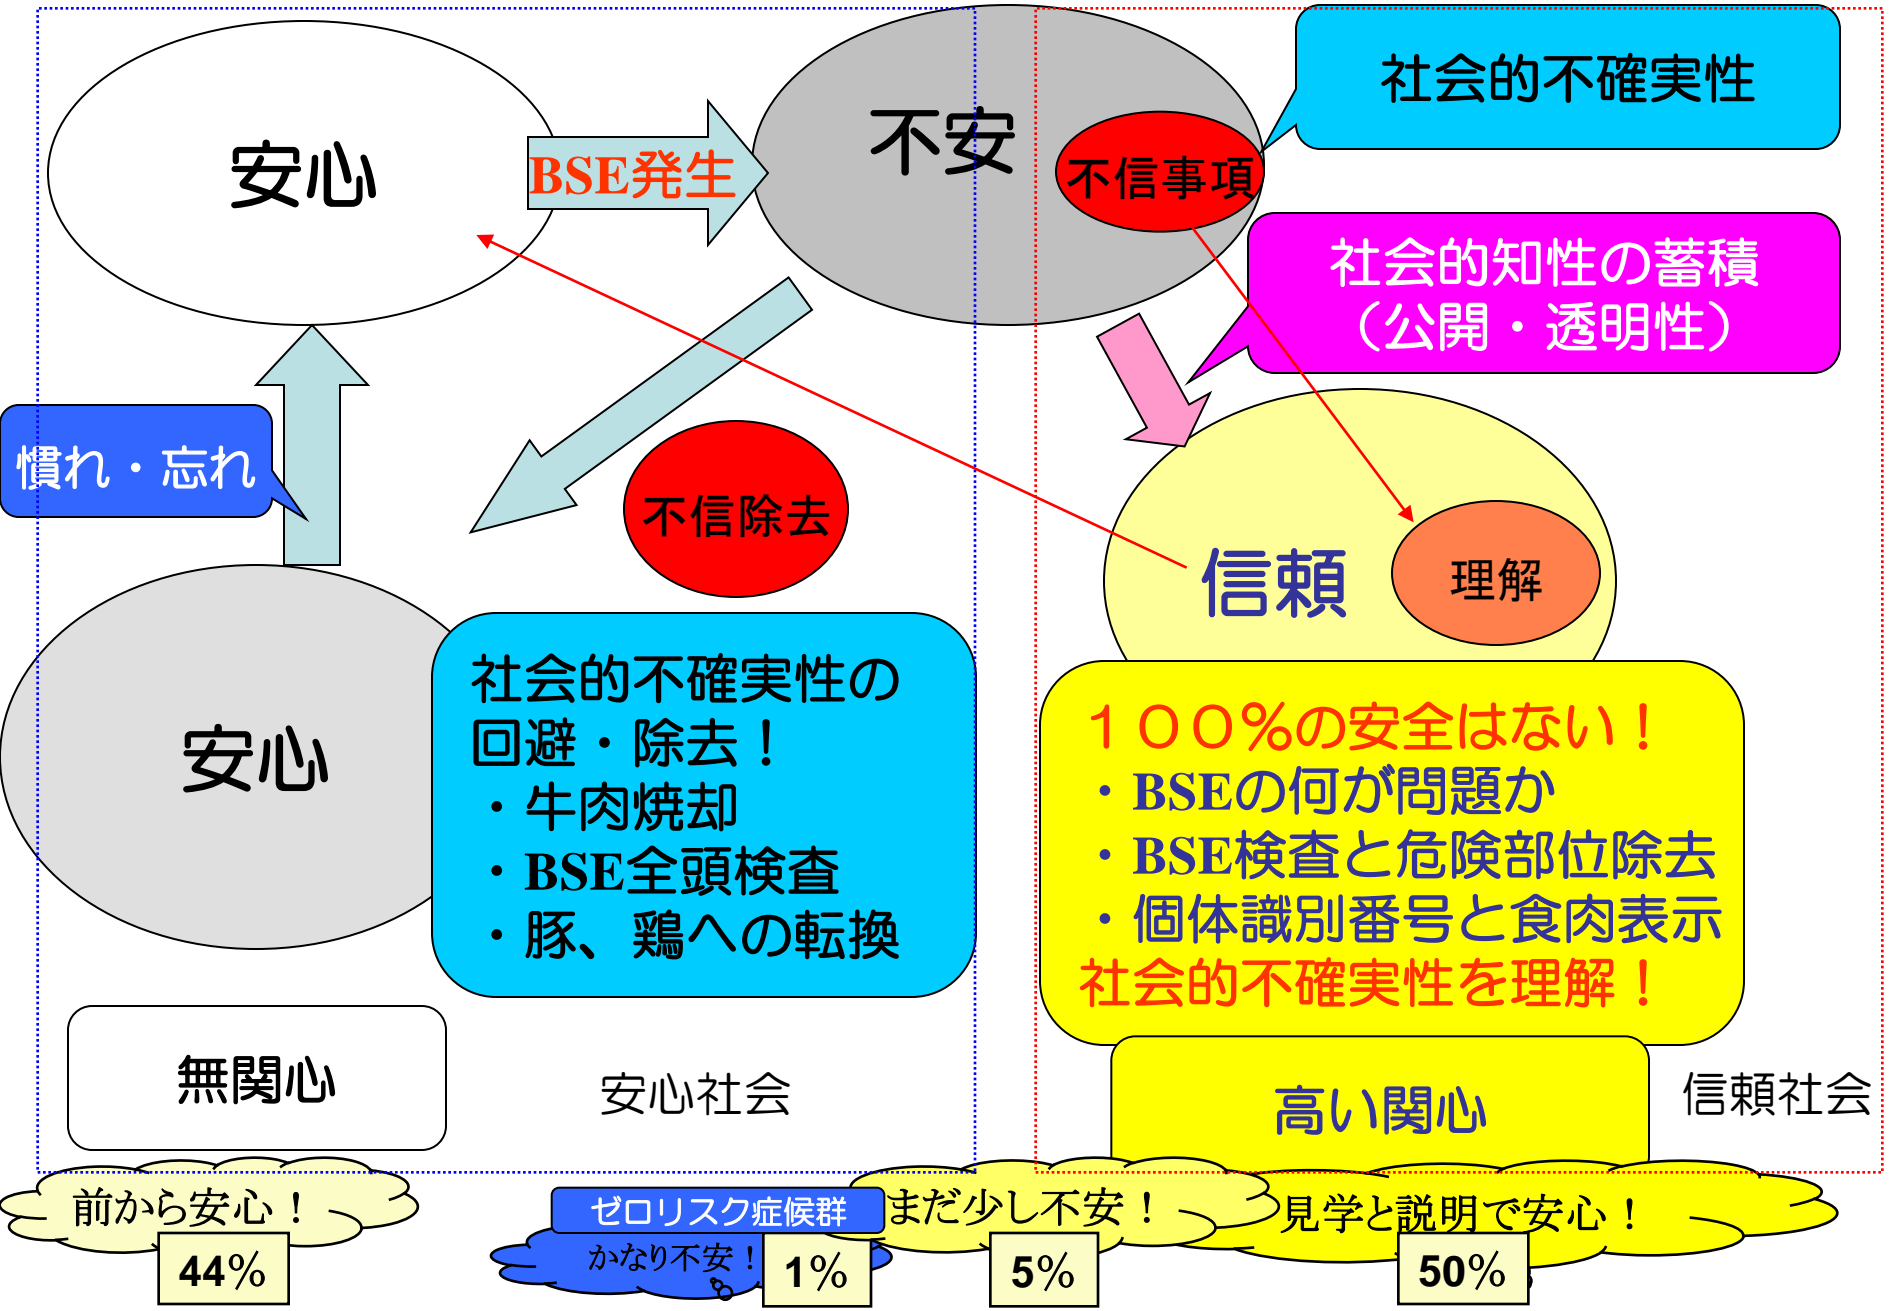 安心
BSE発生
不安
不信事項
社会的不確実性
社会的知性の蓄積
（公開・透明性）
慣れ・忘れ
不信除去
信頼
理解
安心
社会的不確実性の
回避・除去！
・牛肉焼却
・BSE全頭検査
・豚、鶏への転換
１００％の安全はない！
・BSEの何が問題か
・BSE検査と危険部位除去
・個体識別番号と食肉表示
社会的不確実性を理解！
無関心
安心社会
高い関心
信頼社会
前から安心！
44％
ゼロリスク症候群
かなり不安！
1％
まだ少し不安！
5％
見学と説明で安心！
50％